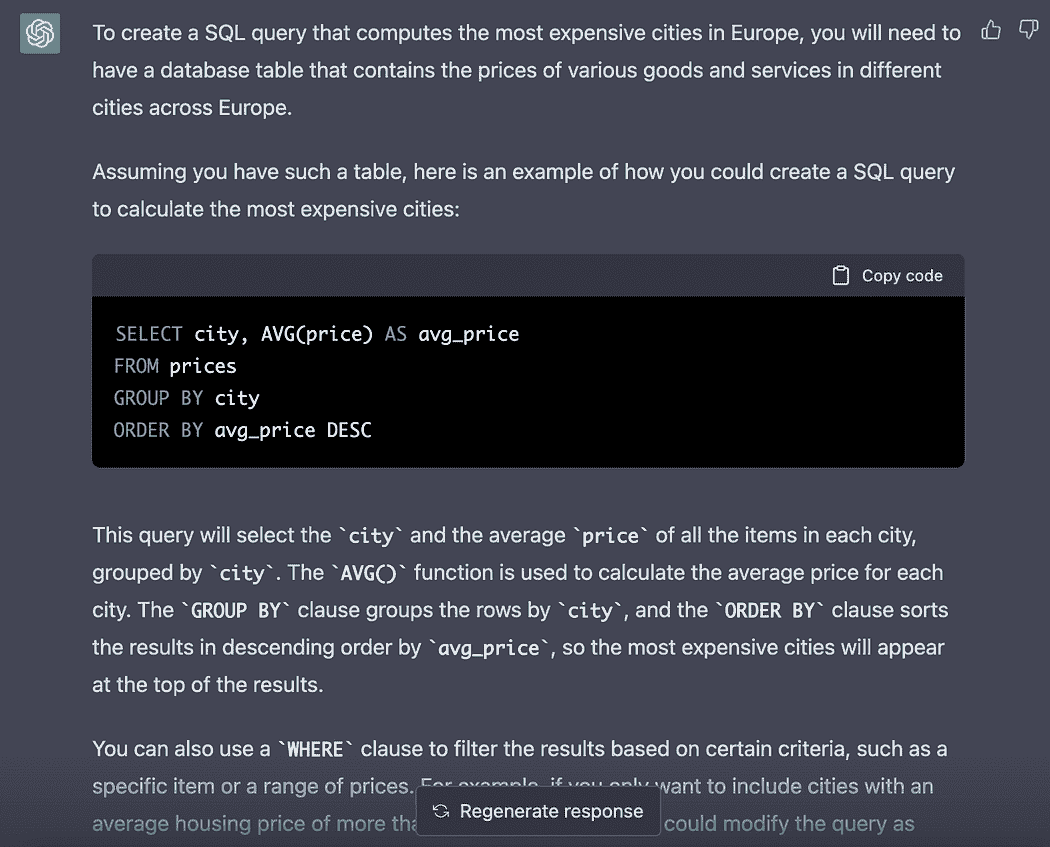 To create a SQL query that computes the most expensive cities in Europe, you will need to
have a database table that contains the prices of various goods and services in different
cities across Europe.
Assuming you have such a table, here is an example of how you could create a SQL query
to calculate the most expensive cities:
Copy code
SELECT city, AVG(price) AS avg_price
FROM prices
GROUP BY city
ORDER BY avg_price DESC
This query will select the `city` and the average `price` of all the items in each city,
grouped by `city`. The `AVG()` function is used to calculate the average price for each
city. The `GROUP BY` clause groups the rows by `city`, and the `ORDER BY` clause sorts
the results in descending order by `avg_price`, so the most expensive cities will appear
at the top of the results.
You can also use a `WHERE` clause to filter the results based on certain criteria, such as a
specific item or a range of prices. For example, if you only want to include cities with an
average housing price of more could modify the query as
Regenerate response